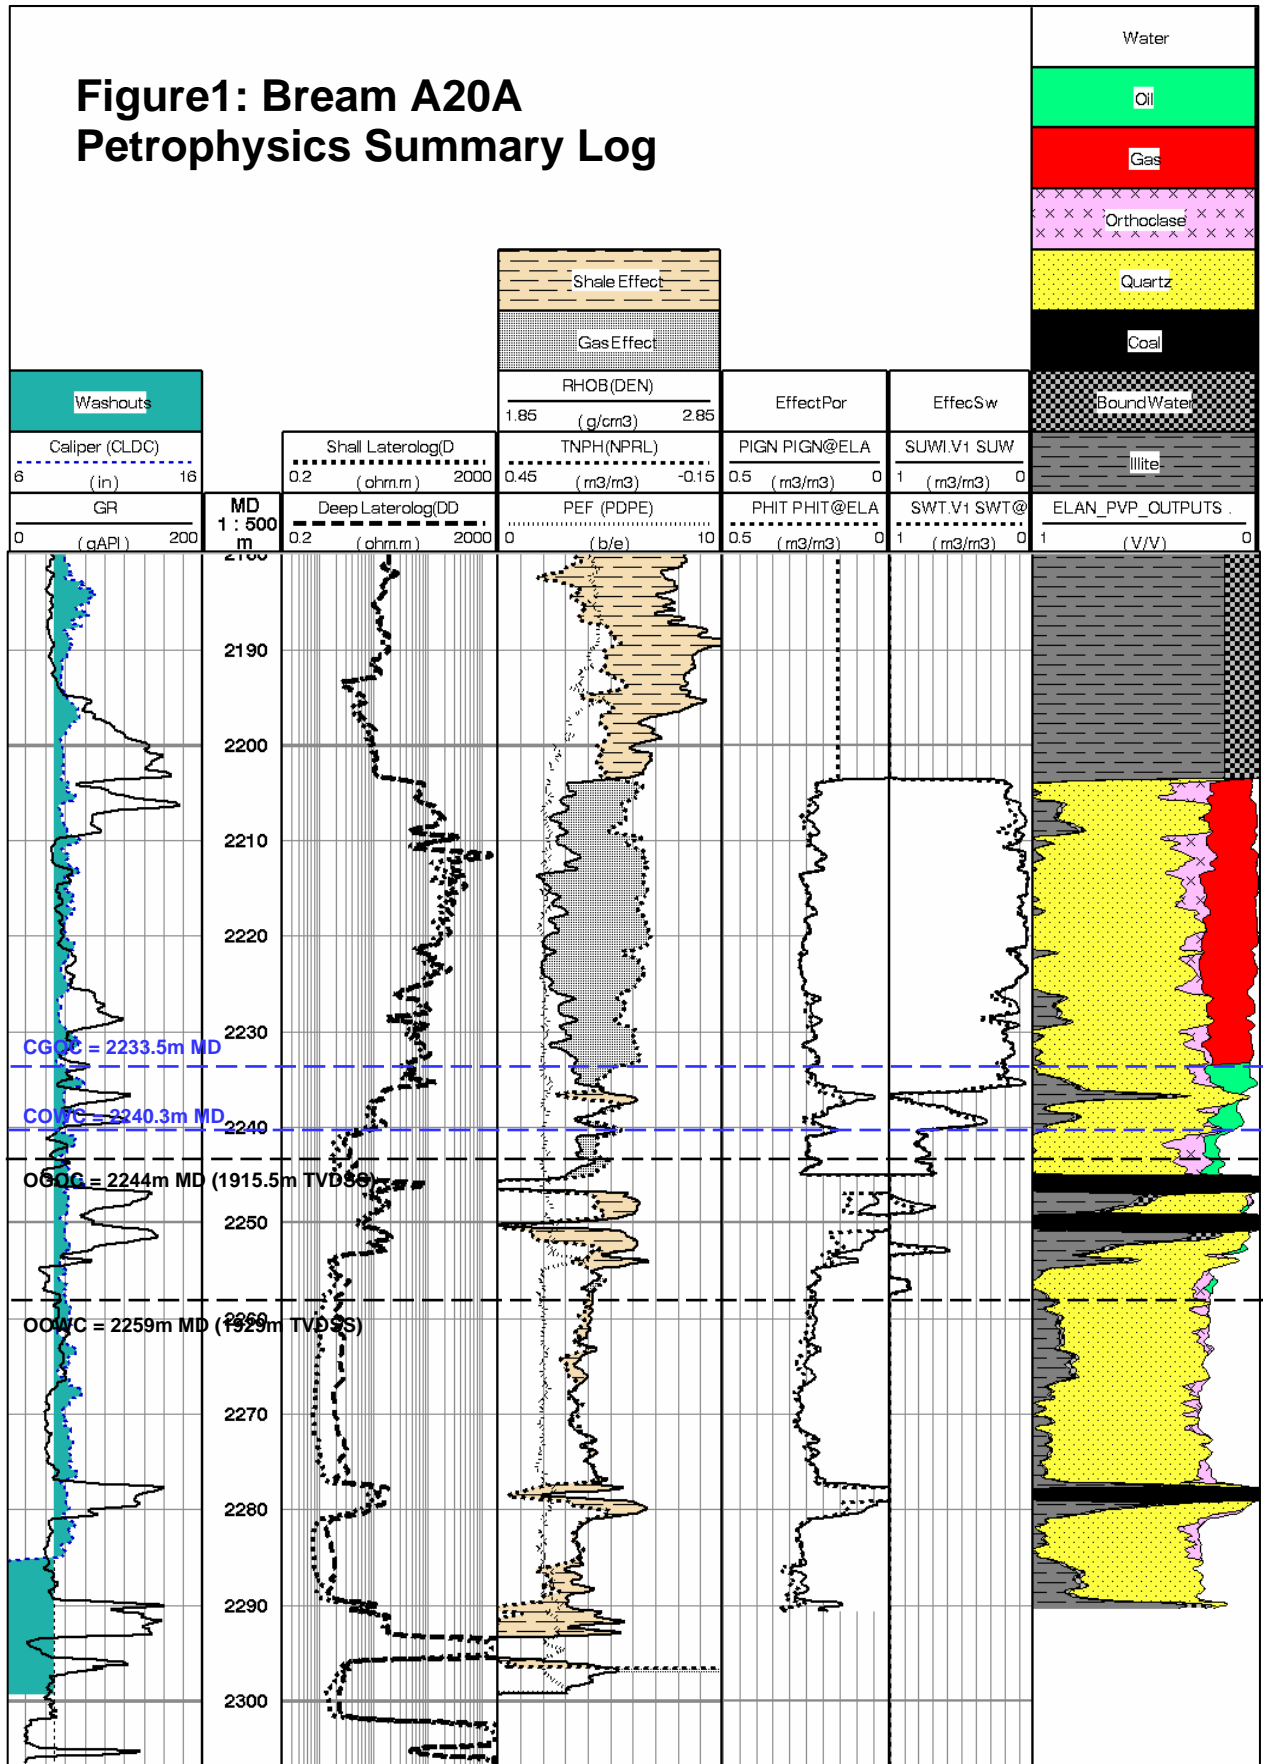 Figure1: Bream A20A
Petrophysics Summary Log
Water
Oil
Gas
Orthoclase
Quartz
Coal
BoundWater
Illite
ELAN_PVP_OUTPUTS .
1 (V/V) 0
Shale Effect
Gas Effect
RHOB (DEN)
1.85 (g/cm3) 2.85
TNPH (NPRL)
0.45 (m3/m3) -0.15
PEF (PDPE)
0 (b/e) 10
Washouts
Caliper (CLDC)
6 (in) 16
GR
0 (gAPI) 200
MD
1 : 500
m
Shall Laterolog(D
0.2 (ohm.m) 2000
Deep Laterolog(DD
0.2 (ohm.m) 2000
EffectPor
PIGN PIGN@ELA
0.5 (m3/m3) 0
PHIT PHIT@ELA
0.5 (m3/m3) 0
EffecSw
SUWI.V1 SUW
1 (m3/m3) 0
SWT.V1 SWT@
1 (m3/m3) 0
2190
2200
2210
2220
2230
CGOC = 2233.5m MD
COWC = 2240.3m MD
2240
OGOC = 2244m MD (1915.5m TVDSS)
2250
2260
OOWC = 2259m MD (1929m TVDSS)
2270
2280
2290
2300